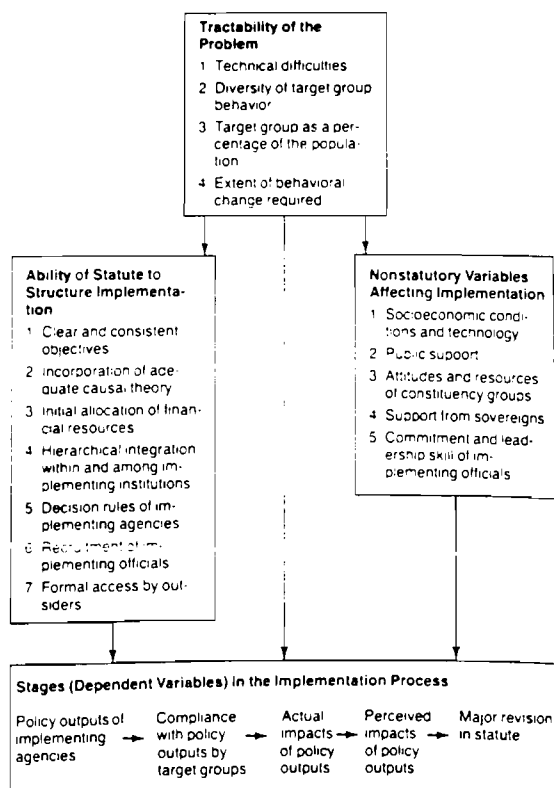 Tractability of the
Problem
1 Technical difficulties
2 Diversity of target group
behavior
3 Target group as a per-
centage of the popula-
tion
4 Extent of behavioral
change required
Ability of Statute to
Structure Implementa-
tion
1 Clear and consistent
objectives
2 Incorporation of ade-
quate causal theory
3 Initial allocation of finan-
cial resources
4 Hierarchical integration
within and among im-
plementing institutions
5 Decision rules of im-
plementing agencies
6 Recruitment of im-
plementing officials
7 Formal access by out-
siders
Nonstatutory Variables
Affecting Implementation
1 Socioeconomic condi-
tions and technology
2 Public support
3 Attitudes and resources
of constituency groups
4 Support from sovereigns
5 Commitment and lead-
ership skill of im-
plementing officials
Stages (Dependent Variables) in the Implementation Process
Policy outputs of
implementing
agencies
Compliance
with policy
outputs by
target groups
Actual
impacts
of policy
outputs
Perceived
impacts
of policy
outputs
Major revision
in statute